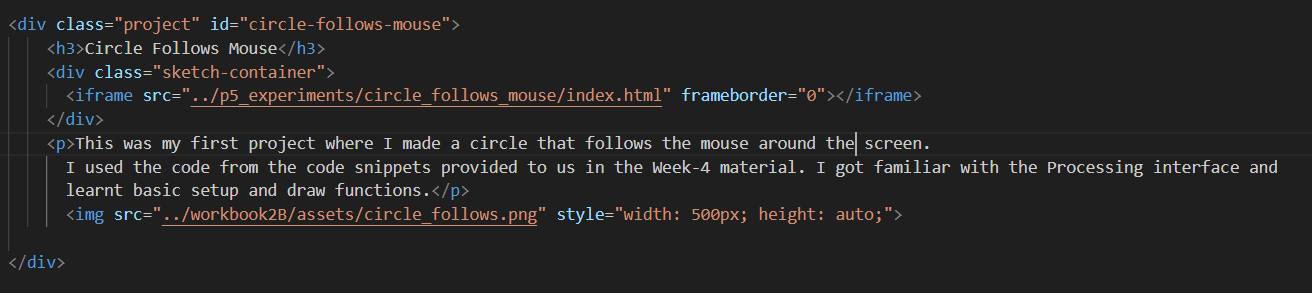 <div class="project" id="circle-follows-mouse">
<h3>Circle Follows Mouse</h3>
<div class="sketch-container">
<iframe src="../p5_experiments/circle_follows_mouse/index.html" frameborder="0"></iframe>
</div>
<p>This was my first project where I made a circle that follows the mouse around the screen.
I used the code from the code snippets provided to us in the Week-4 material. I got familiar with the Processing interface and
learnt basic setup and draw functions.</p>
<img src="../workbook2B/assets/circle_follows.png" style="width: 500px; height: auto;">
</div>